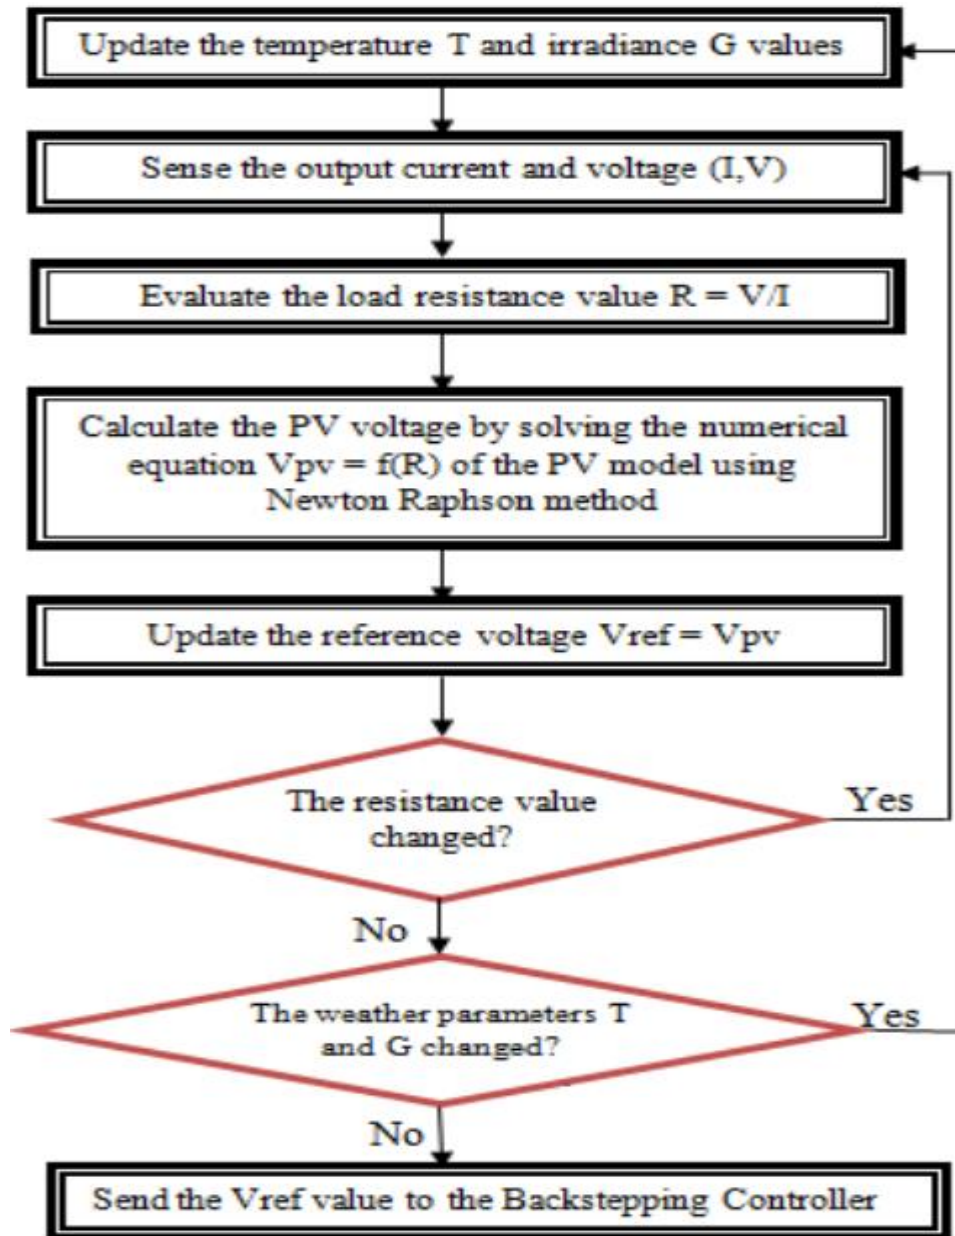 Update the temperature T and irradiance G values
Sense the output current and voltage (I,V)
Evaluate the load resistance value R = V/I
Calculate the PV voltage by solving the numerical
equation Vpv = f(R) of the PV model using
Newton Raphson method
Update the reference voltage Vref = Vpv
The resistance value
changed?
Yes
No
The weather parameters T
and G changed?
Yes
No
Send the Vref value to the Backstepping Controller